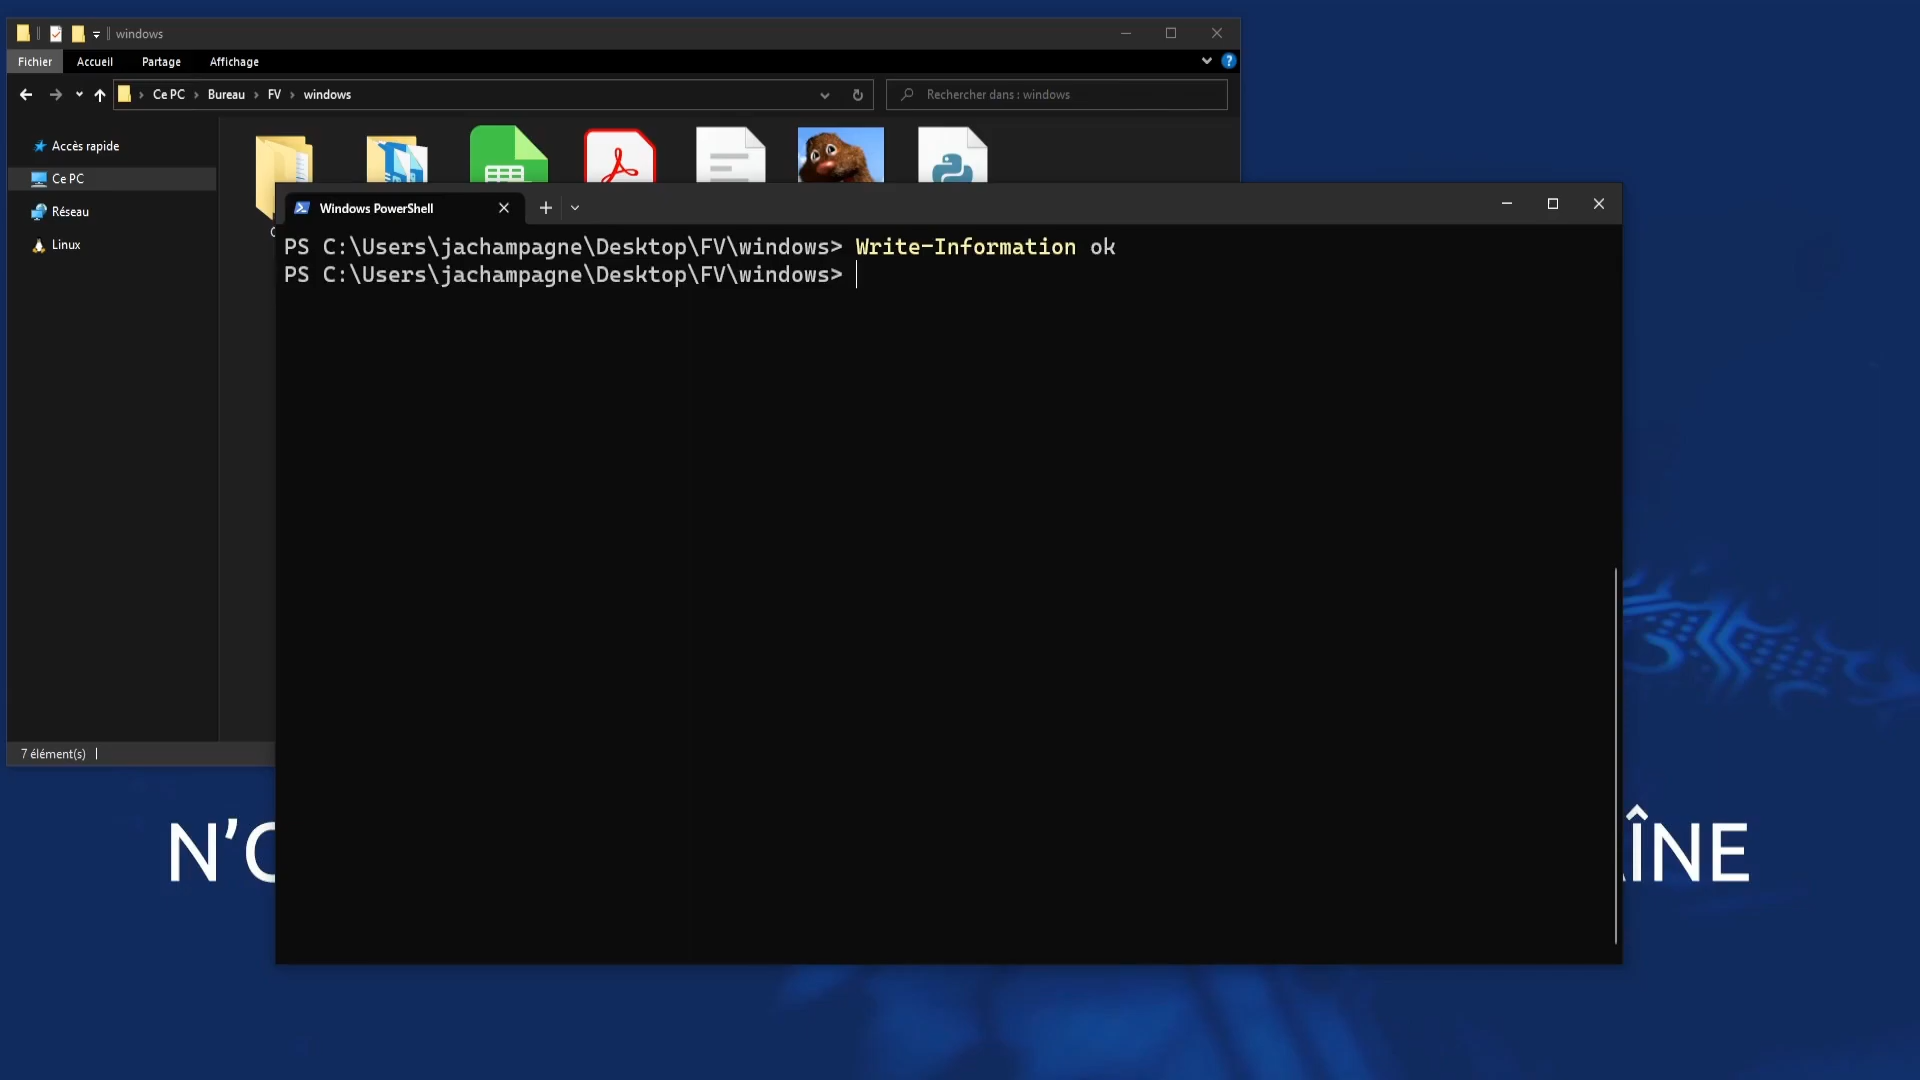 windows
Fichier Accueil Partage Affichage
Ce PC Bureau FV windows
Rechercher dans : windows
Accès rapide
Ce PC
Réseau
Linux
Windows PowerShell
PS C:\Users\jachampagne\Desktop\FV\windows> Write-Information ok
PS C:\Users\jachampagne\Desktop\FV\windows>
7 élément(s)